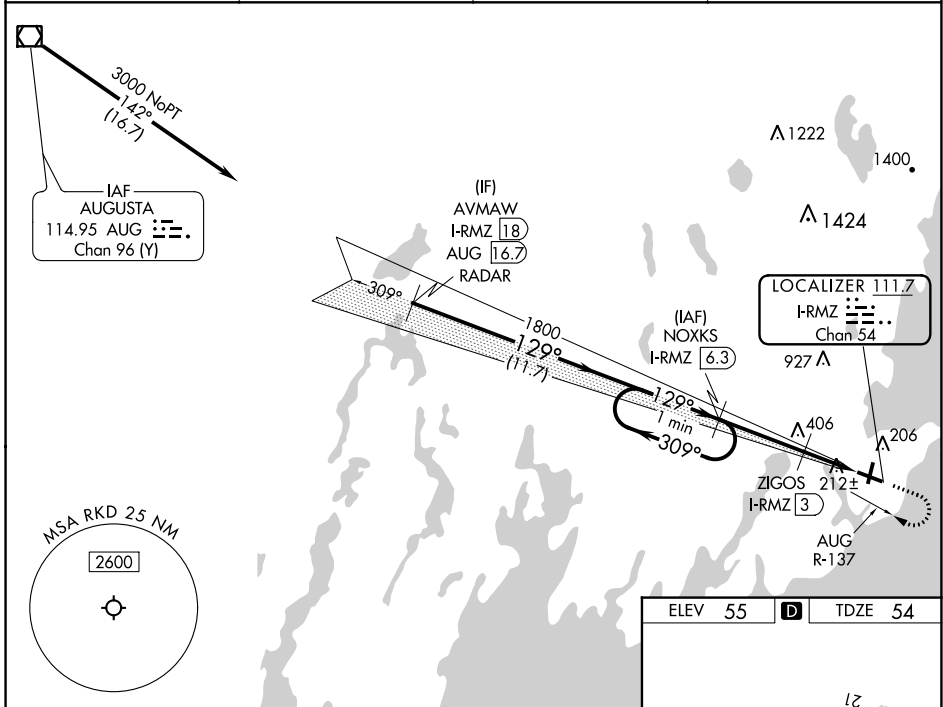 3000 NoPT
142°
(16.7)
IAF
AUGUSTA
114.95 AUG
Chan 96 (Y)
(IF)
AVMAW
I-RMZ 18
AUG 16.7
RADAR
309°
1800
129°
(11.7)
(IAF)
NOXKS
I-RMZ 6.3
129°
1 min
309°
1222
1400
1424
LOCALIZER 111.7
I-RMZ
Chan 54
927
406
206
ZIGOS
I-RMZ 3
212±
AUG
R-137
MSA RKD 25 NM
2600
ELEV 55 D TDZE 54
21